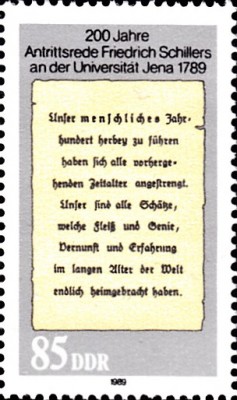 200 Jahre
Antrittsrede Friedrich Schillers
an der Universität Jena 1789
Unser menschliches Jahr-
hundert herbey zu führen
haben sich alle vorherge-
henden Zeitalter angestrengt.
Unser sind alle Schätze,
welche Fleiß und Genie,
Vernunft und Erfahrung
im langen Alter der Welt
endlich heimgebracht haben.
85 DDR
1989